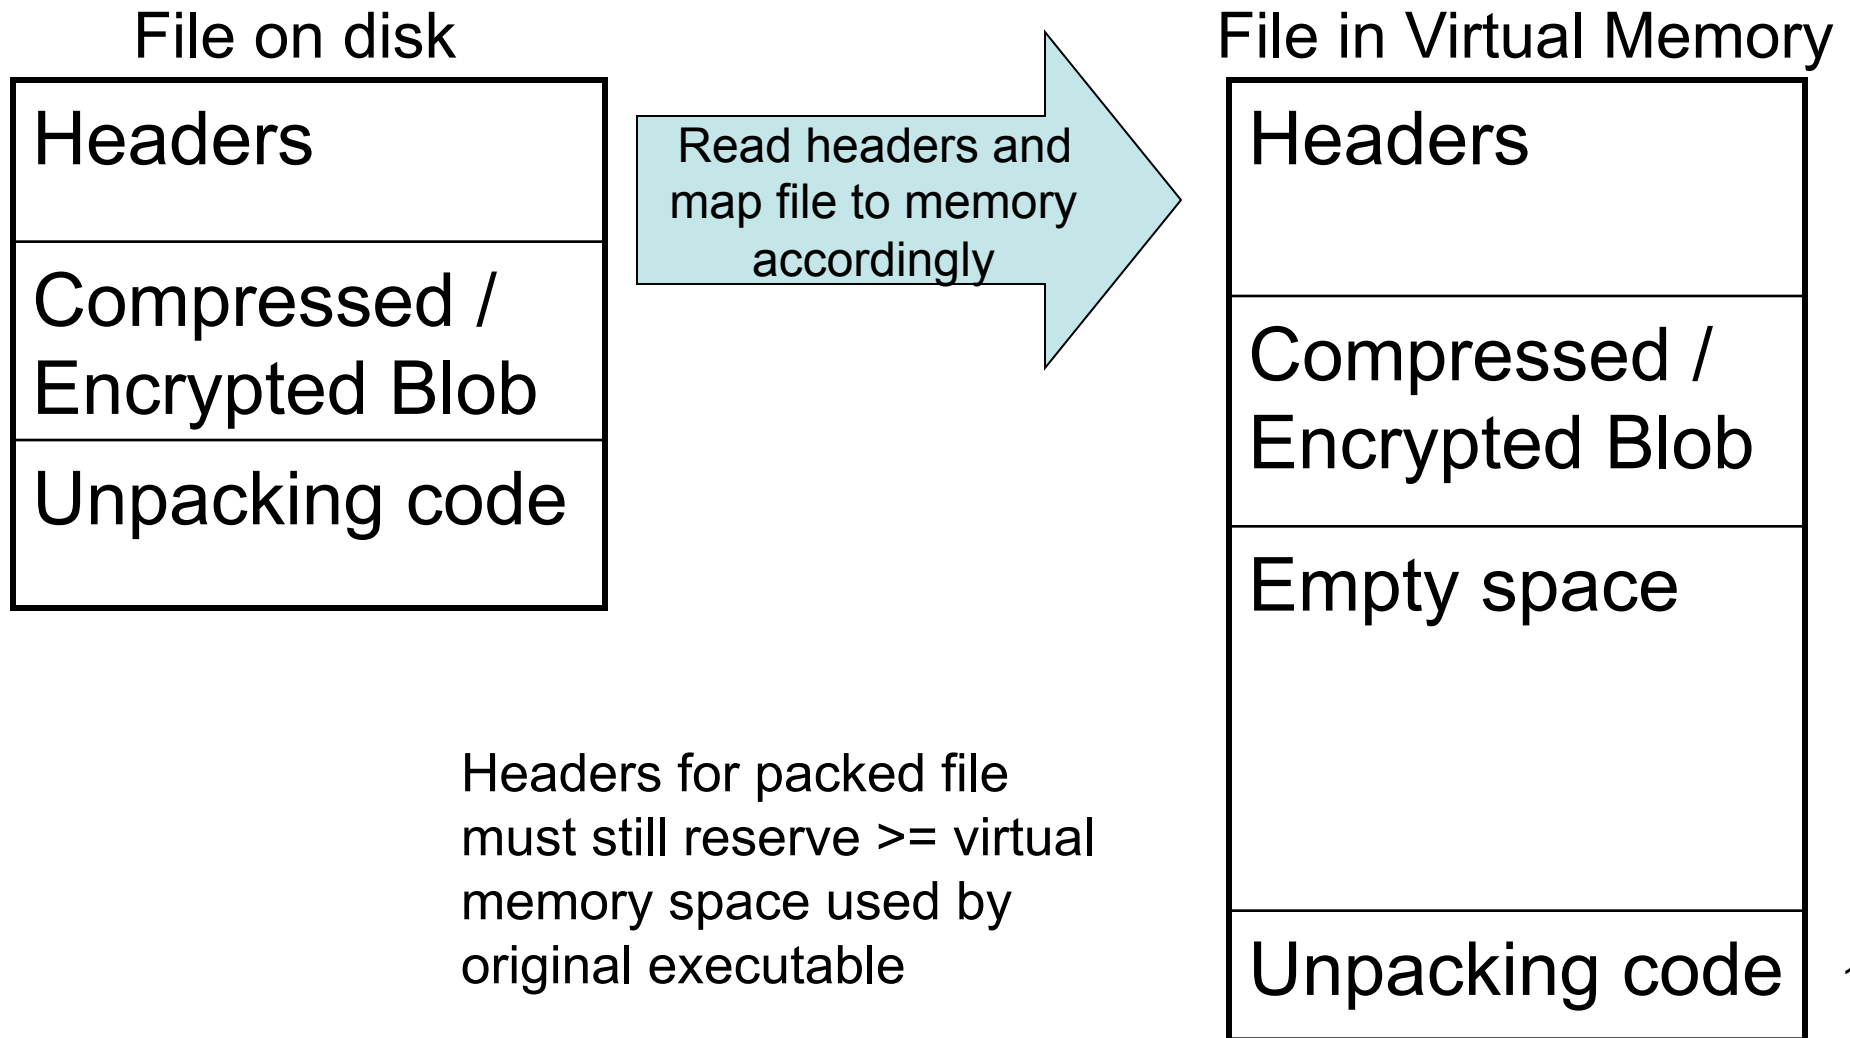 File on disk
Headers
Compressed /
Encrypted Blob
Unpacking code
Read headers and
map file to memory
accordingly
File in Virtual Memory
Headers
Compressed /
Encrypted Blob
Empty space
Unpacking code
Headers for packed file
must still reserve >= virtual
memory space used by
original executable